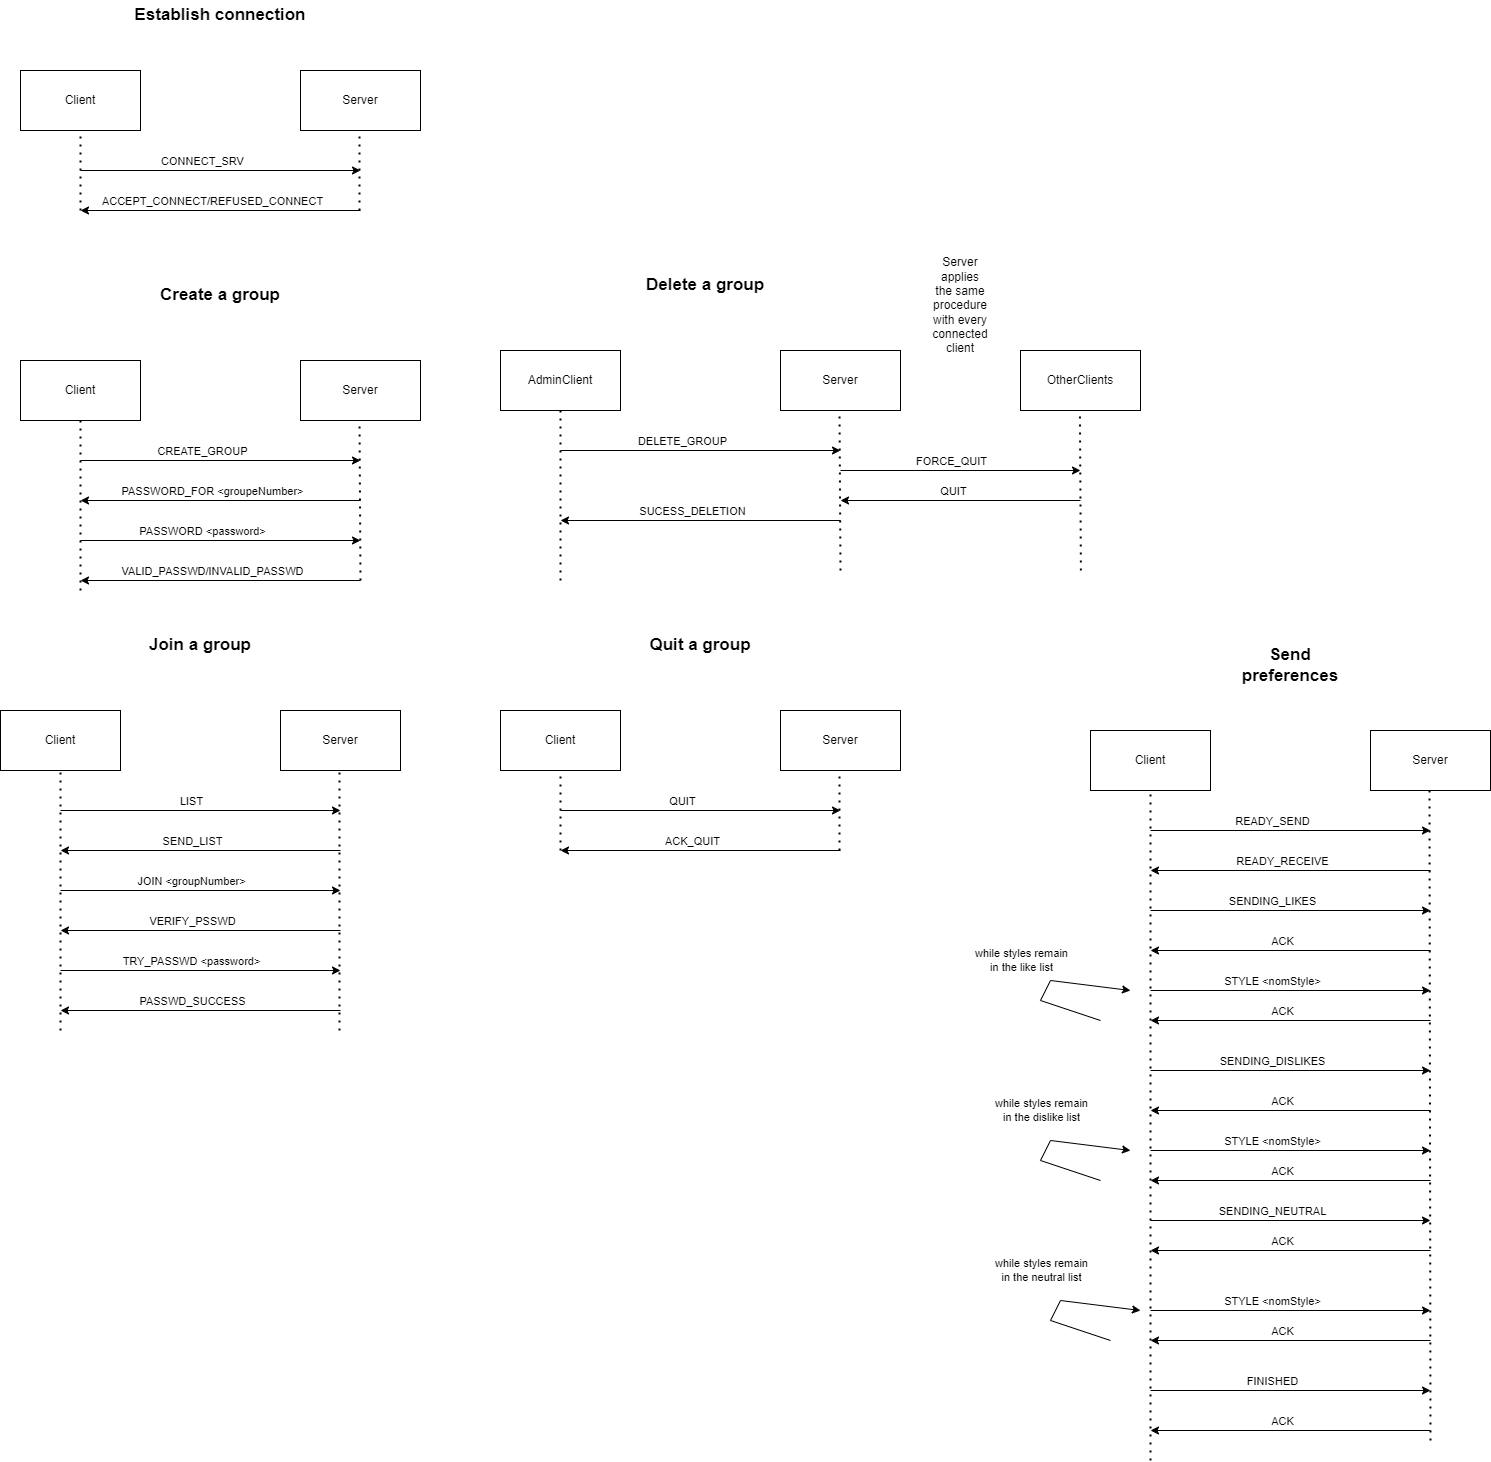 Establish connection
Client
Server
CONNECT_SRV
ACCEPT_CONNECT/REFUSED_CONNECT
Create a group
Client
Server
CREATE_GROUP
PASSWORD_FOR <groupeNumber>
PASSWORD <password>
VALID_PASSWD/INVALID_PASSWD
Delete a group
Server
applies
the same
procedure
with every
connected
client
AdminClient
Server
OtherClients
DELETE_GROUP
FORCE_QUIT
QUIT
SUCESS_DELETION
Join a group
Client
Server
LIST
SEND_LIST
JOIN <groupNumber>
VERIFY_PSSWD
TRY_PASSWD <password>
PASSWD_SUCCESS
Quit a group
Client
Server
QUIT
ACK_QUIT
Send
preferences
Client
Server
READY_SEND
READY_RECEIVE
SENDING_LIKES
ACK
while styles remain
in the like list
STYLE <nomStyle>
ACK
SENDING_DISLIKES
ACK
while styles remain
in the dislike list
STYLE <nomStyle>
ACK
SENDING_NEUTRAL
ACK
while styles remain
in the neutral list
STYLE <nomStyle>
ACK
FINISHED
ACK